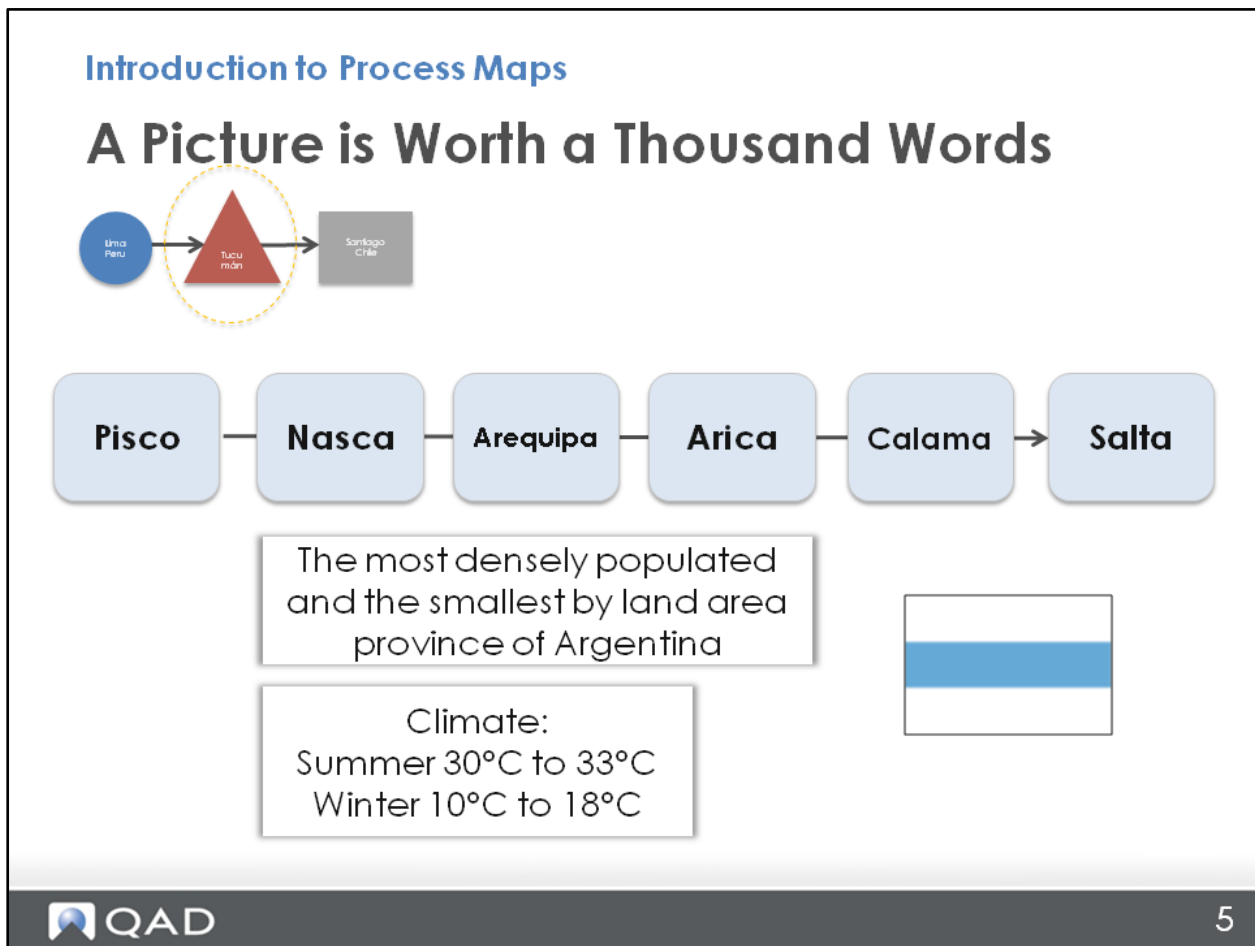 Introduction to Process Maps
A Picture is Worth a Thousand Words
Lima
Peru
Tucu
mán
Santiago
Chile
Pisco
Nasca
Arequipa
Arica
Calama
Salta
The most densely populated
and the smallest by land area
province of Argentina
Climate:
Summer 30°C to 33°C
Winter 10°C to 18°C
QAD
5